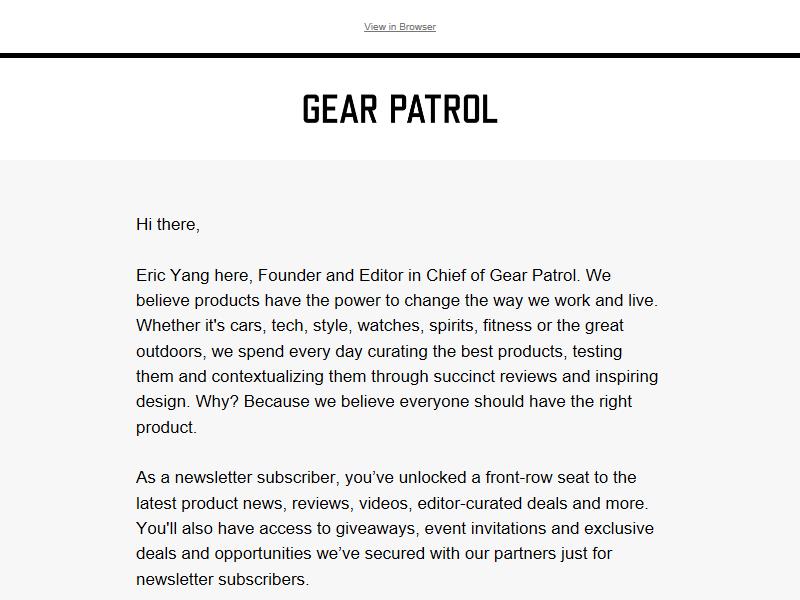 View in Browser
GEAR PATROL
Hi there,
Eric Yang here, Founder and Editor in Chief of Gear Patrol. We
believe products have the power to change the way we work and live.
Whether it's cars, tech, style, watches, spirits, fitness or the great
outdoors, we spend every day curating the best products, testing
them and contextualizing them through succinct reviews and inspiring
design. Why? Because we believe everyone should have the right
product.
As a newsletter subscriber, you’ve unlocked a front-row seat to the
latest product news, reviews, videos, editor-curated deals and more.
You'll also have access to giveaways, event invitations and exclusive
deals and opportunities we’ve secured with our partners just for
newsletter subscribers.